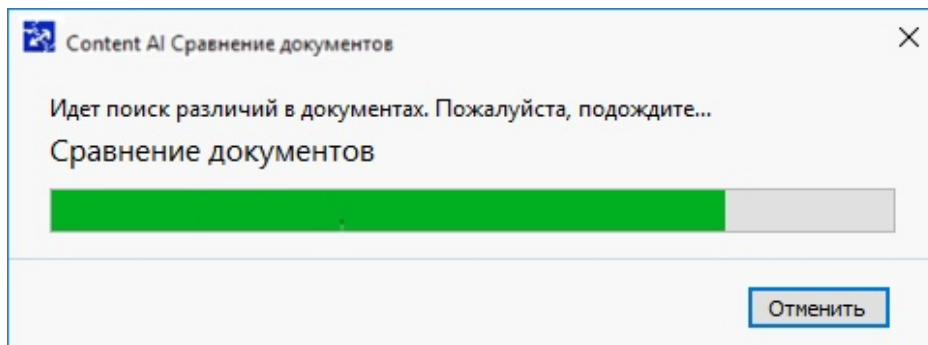 Content AI Сравнение документов
Идет поиск различий в документах. Пожалуйста, подождите...
Сравнение документов
Отменить